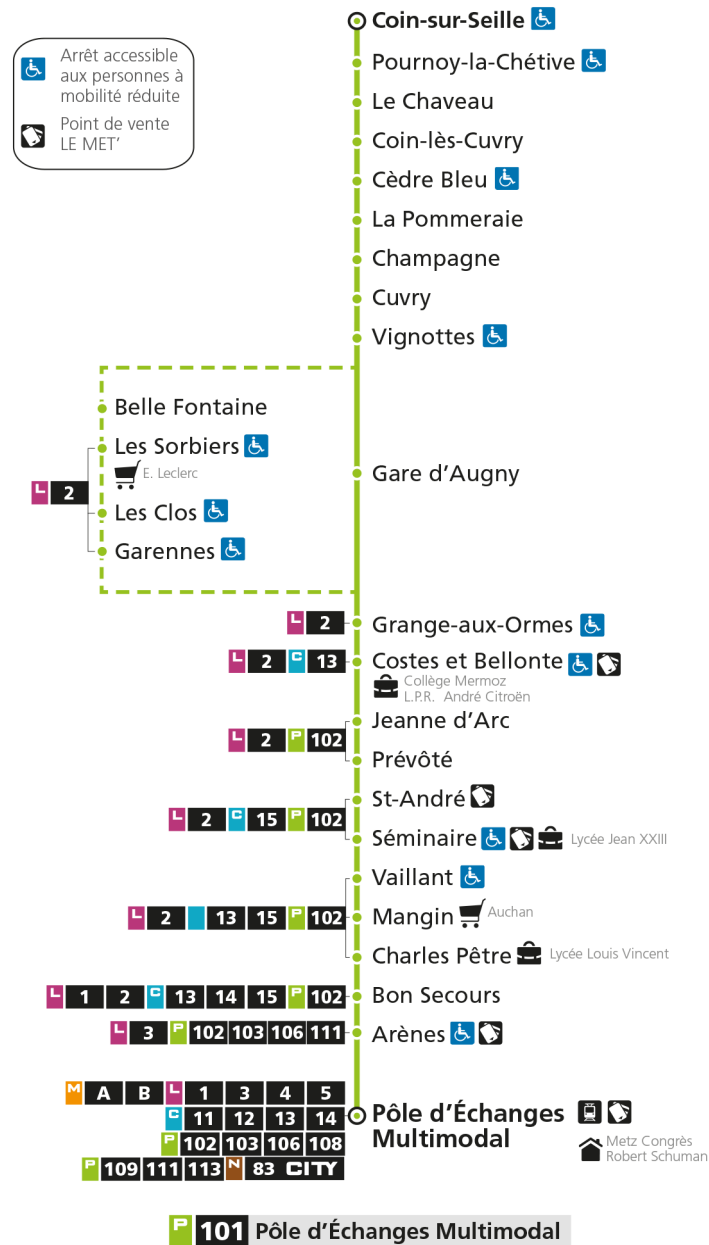 Coin-sur-Seille
Arrêt accessible
aux personnes à
mobilité réduite
Point de vente
LE MET’
Pournoy-la-Chétive
Le Chaveau
Coin-lès-Cuvry
Cèdre Bleu
La Pommeraie
Champagne
Cuvry
Vignottes
Belle Fontaine
Les Sorbiers
E. Leclerc
L 2
Les Clos
Garennes
Gare d’Augny
L 2 Grange-aux-Ormes
L 2 C 13 Costes et Bellonte
Collège Mermoz
L.P.R. André Citroën
Jeanne d’Arc
L 2 P 102
Prévôté
St-André
L 2 C 15 P 102
Séminaire Lycée Jean XXIII
Vaillant
L 2 13 15 P 102 Mangin Auchan
Charles Pêtre Lycée Louis Vincent
L 1 2 C 13 14 15 P 102 Bon Secours
L 3 P 102 103 106 111 Arènes
M A B L 1 3 4 5
C 11 12 13 14
P 102 103 106 108
P 109 111 113 N 83 CITY
Pôle d’Échanges
Multimodal
Metz Congrès
Robert Schuman
P 101 Pôle d’Échanges Multimodal